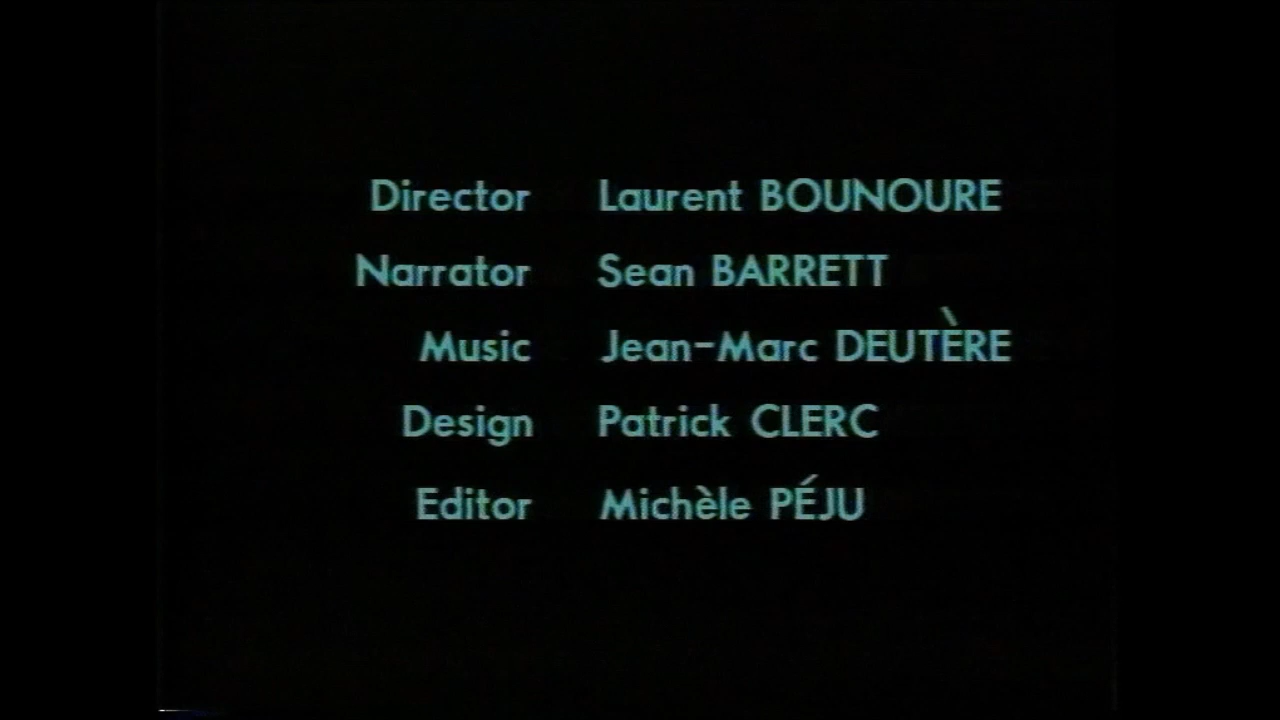 Director Laurent BOUNOURE
Narrator Sean BARRETT
Music Jean-Marc DEUTÈRE
Design Patrick CLERC
Editor Michèle PÉJU